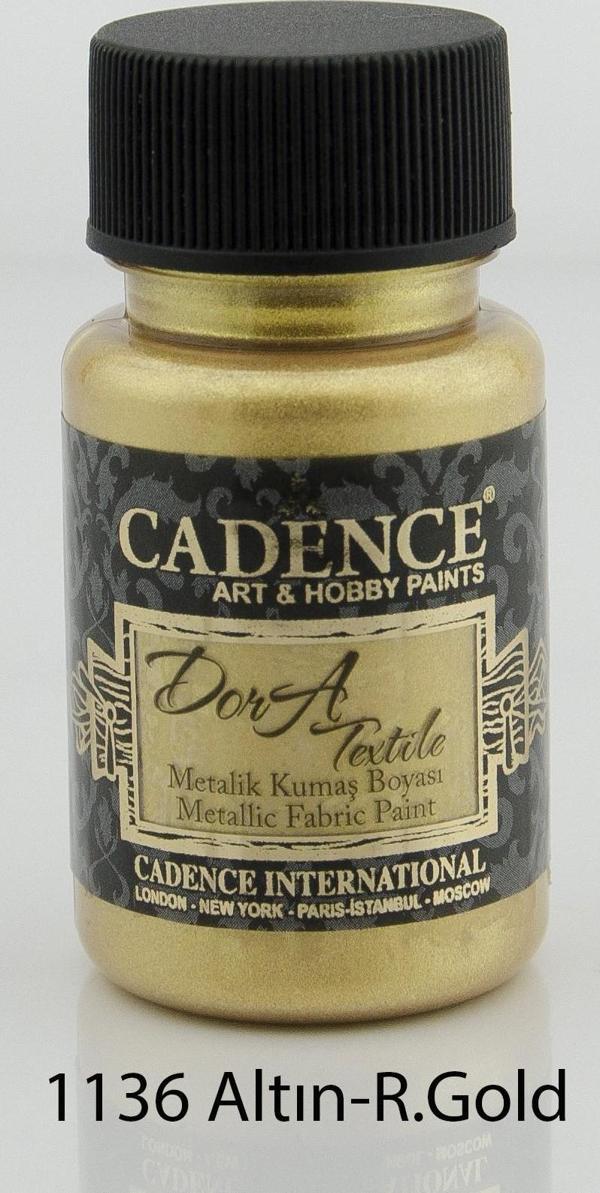 CADENCE®
ART & HOBBY PAINTS
DorA
Textile
Metalik Kumaş Boyası
Metallic Fabric Paint
CADENCE INTERNATIONAL
LONDON - NEW YORK - PARIS-İSTANBUL - MOSCOW
1136 Altın-R.Gold